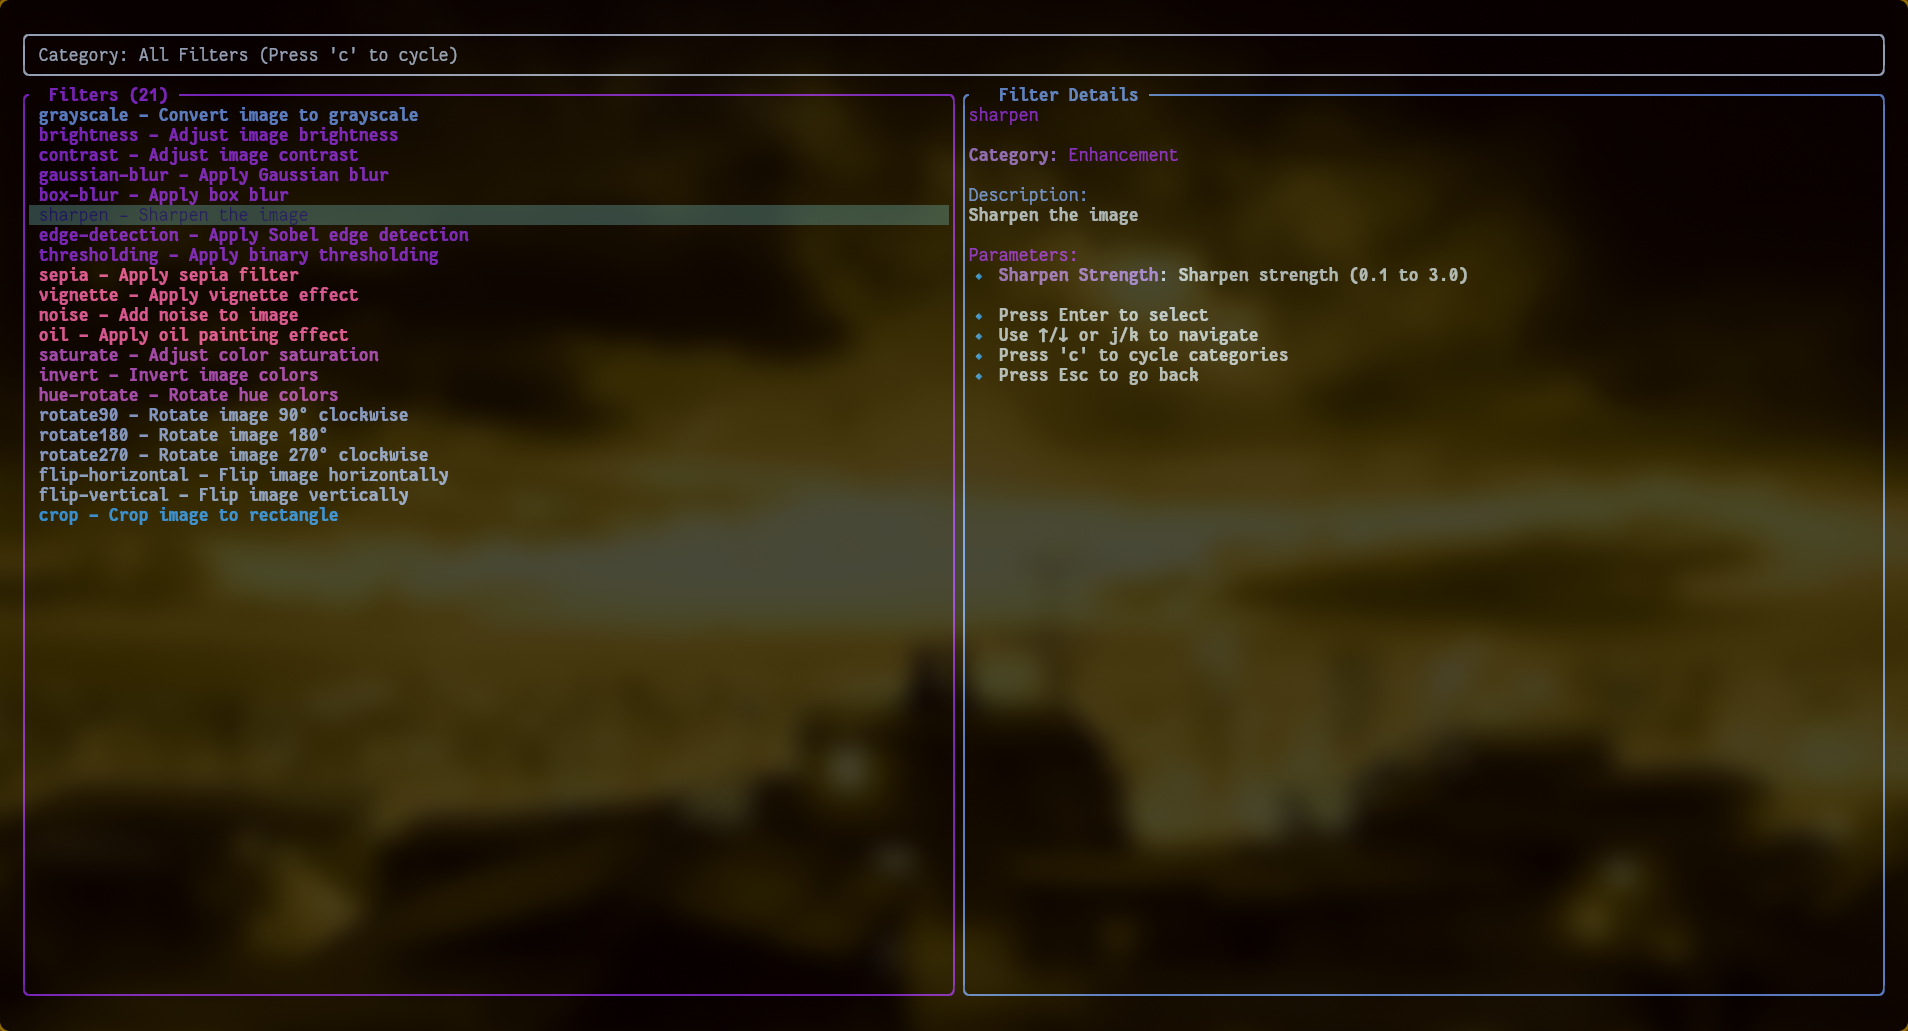 Category: All Filters (Press 'c' to cycle)
Filters (21)
grayscale - Convert image to grayscale
brightness - Adjust image brightness
contrast - Adjust image contrast
gaussian-blur - Apply Gaussian blur
box-blur - Apply box blur
sharpen - Sharpen the image
edge-detection - Apply Sobel edge detection
thresholding - Apply binary thresholding
sepia - Apply sepia filter
vignette - Apply vignette effect
noise - Add noise to image
oil - Apply oil painting effect
saturate - Adjust color saturation
invert - Invert image colors
hue-rotate - Rotate hue colors
rotate90 - Rotate image 90° clockwise
rotate180 - Rotate image 180°
rotate270 - Rotate image 270° clockwise
flip-horizontal - Flip image horizontally
flip-vertical - Flip image vertically
crop - Crop image to rectangle
Filter Details
sharpen
Category: Enhancement
Description:
Sharpen the image
Parameters:
◆ Sharpen Strength: Sharpen strength (0.1 to 3.0)
◆ Press Enter to select
◆ Use ↑/↓ or j/k to navigate
◆ Press 'c' to cycle categories
◆ Press Esc to go back